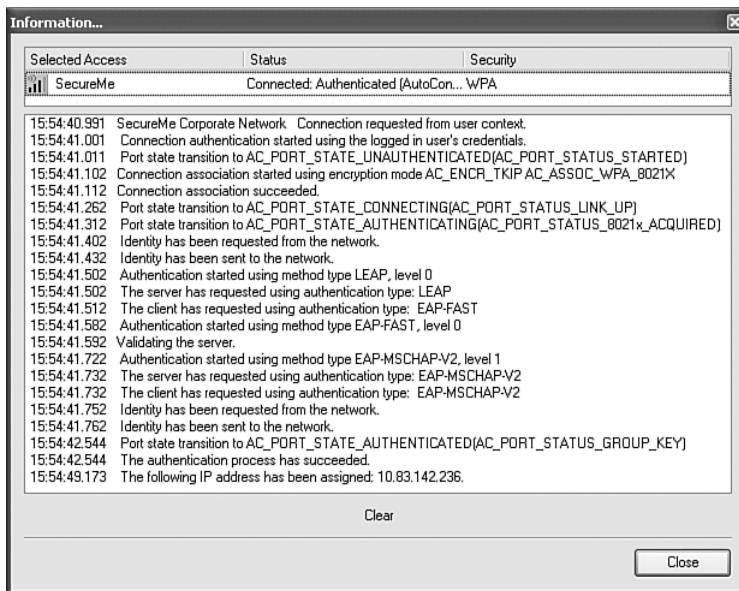 Information...
Selected Access Status Security
SecureMe Connected: Authenticated (AutoCon... WPA
15:54:40.991 SecureMe Corporate Network Connection requested from user context.
15:54:41.001 Connection authentication started using the logged in user's credentials.
15:54:41.011 Port state transition to AC_PORT_STATE_UNAUTHENTICATED(AC_PORT_STATUS_STARTED)
15:54:41.102 Connection association started using encryption mode AC_ENCR_TKIP AC_ASSOC_WPA_8021X
15:54:41.112 Connection association succeeded.
15:54:41.262 Port state transition to AC_PORT_STATE_CONNECTING(AC_PORT_STATUS_LINK_UP)
15:54:41.312 Port state transition to AC_PORT_STATE_AUTHENTICATING(AC_PORT_STATUS_8021x_ACQUIRED)
15:54:41.402 Identity has been requested from the network.
15:54:41.432 Identity has been sent to the network.
15:54:41.502 Authentication started using method type LEAP, level 0
15:54:41.502 The server has requested using authentication type: LEAP
15:54:41.512 The client has requested using authentication type: EAP-FAST
15:54:41.582 Authentication started using method type EAP-FAST, level 0
15:54:41.592 Validating the server.
15:54:41.722 Authentication started using method type EAP-MSCHAP-V2, level 1
15:54:41.732 The server has requested using authentication type: EAP-MSCHAP-V2
15:54:41.732 The client has requested using authentication type: EAP-MSCHAP-V2
15:54:41.752 Identity has been requested from the network.
15:54:41.762 Identity has been sent to the network.
15:54:42.544 Port state transition to AC_PORT_STATE_AUTHENTICATED(AC_PORT_STATUS_GROUP_KEY)
15:54:42.544 The authentication process has succeeded.
15:54:49.173 The following IP address has been assigned: 10.83.142.236.
Clear
Close